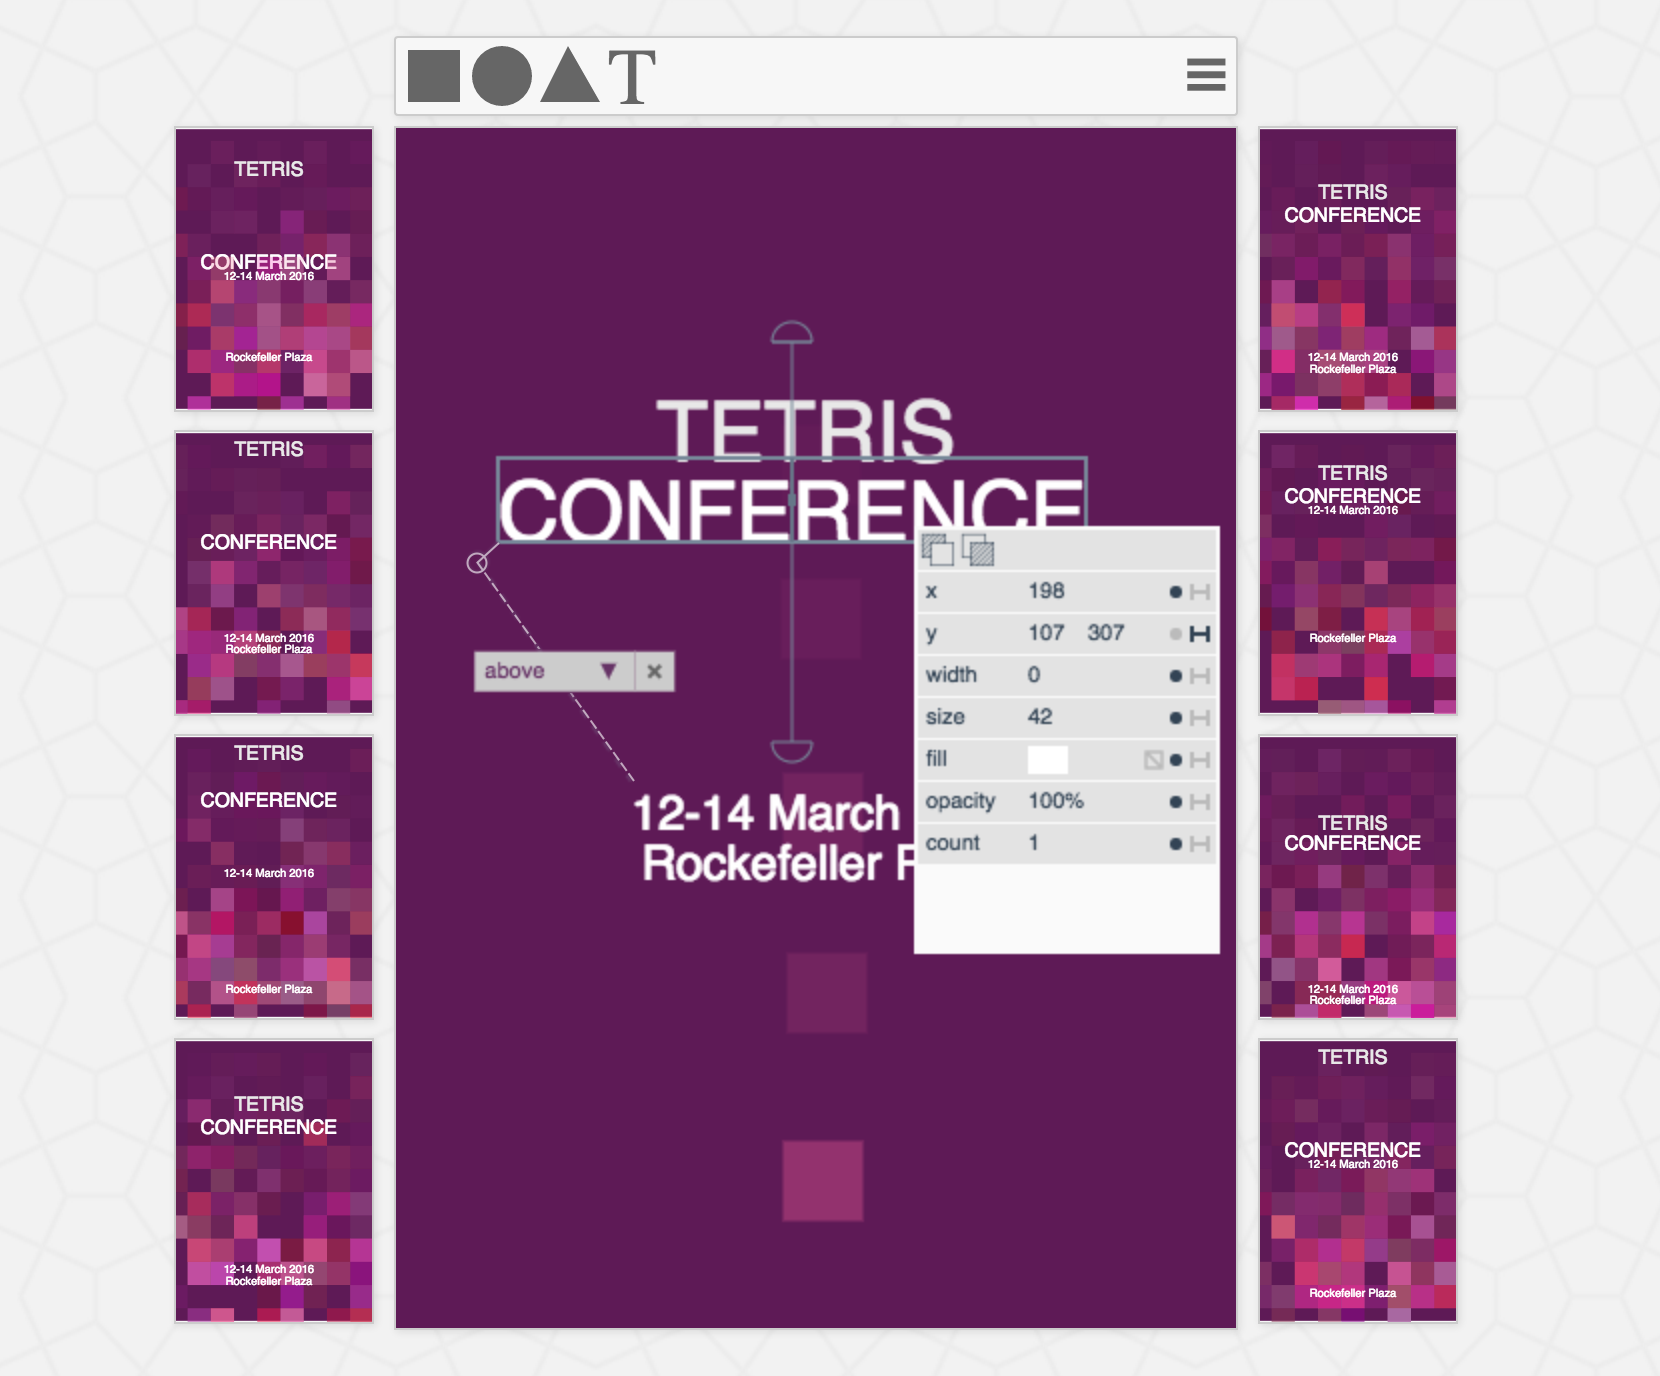 T
TETRIS
CONFERENCE
12-14 March 2016
Rockefeller Plaza
TETRIS
CONFERENCE
12-14 March 2016
Rockefeller Plaza
TETRIS
CONFERENCE
12-14 March 2016
Rockefeller Plaza
TETRIS
CONFERENCE
12-14 March 2016
Rockefeller Plaza
TETRIS
CONFERENCE
above
12-14 March
Rockefeller P
x 198
y 107 307
width 0
size 42
fill
opacity 100%
count 1
TETRIS
CONFERENCE
12-14 March 2016
Rockefeller Plaza
TETRIS
CONFERENCE
12-14 March 2016
Rockefeller Plaza
TETRIS
CONFERENCE
12-14 March 2016
Rockefeller Plaza
TETRIS
CONFERENCE
12-14 March 2016
Rockefeller Plaza